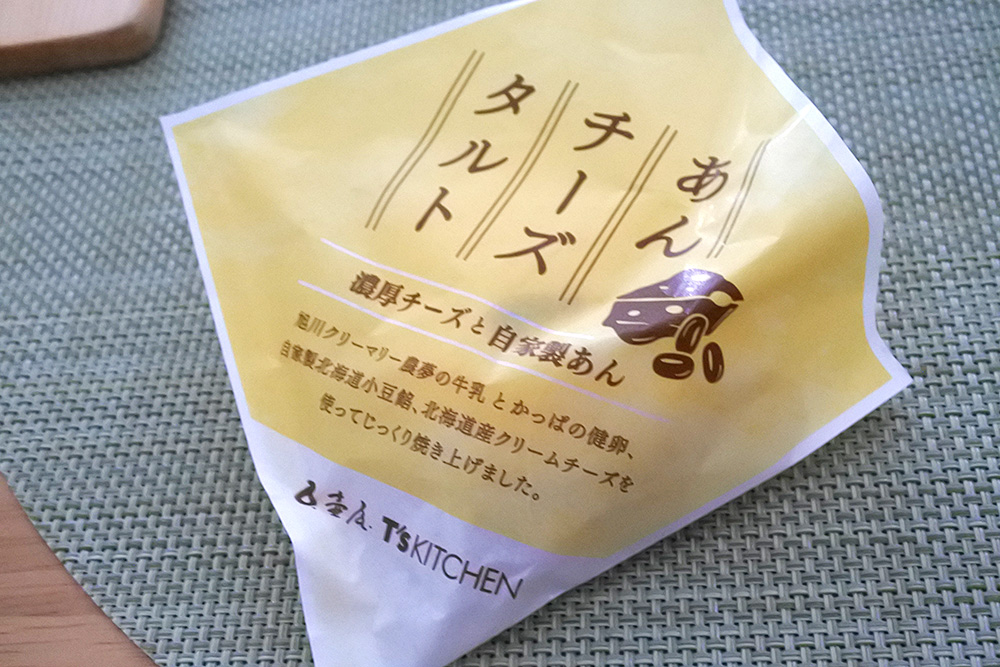 あん
チーズ
タルト
濃厚チーズと自家製あん
旭川クリーマリー農夢の牛乳とかっぱの健卵、
自家製北海道小豆餡、北海道産クリームチーズを
使ってじっくり焼き上げました。
壺屋 T'sKITCHEN